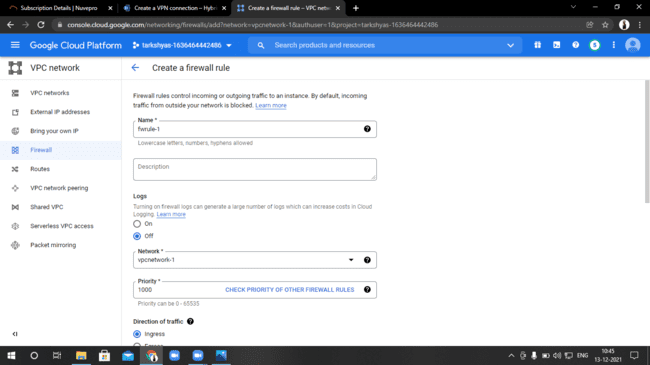 Subscription Details | Nuvepro
Create a VPN connection – Hybri
Create a firewall rule – VPC netw
console.cloud.google.com/networking/firewalls/add?network=vpcnetwork-1&authuser=1&project=tarkshyas-1636464442486
Google Cloud Platform
tarkshyas-1636464442486
Search products and resources
S
VPC network
Create a firewall rule
VPC networks
External IP addresses
Bring your own IP
Firewall
Routes
VPC network peering
Shared VPC
Serverless VPC access
Packet mirroring
Firewall rules control incoming or outgoing traffic to an instance. By default, incoming
traffic from outside your network is blocked. Learn more
Name *
fwrule-1
Lowercase letters, numbers, hyphens allowed
Description
Logs
Turning on firewall logs can generate a large number of logs which can increase costs in Cloud
Logging. Learn more
On
Off
Network *
vpcnetwork-1
Priority *
1000
CHECK PRIORITY OF OTHER FIREWALL RULES
Priority can be 0 - 65535
Direction of traffic
Ingress
ENG
10:45
13-12-2021